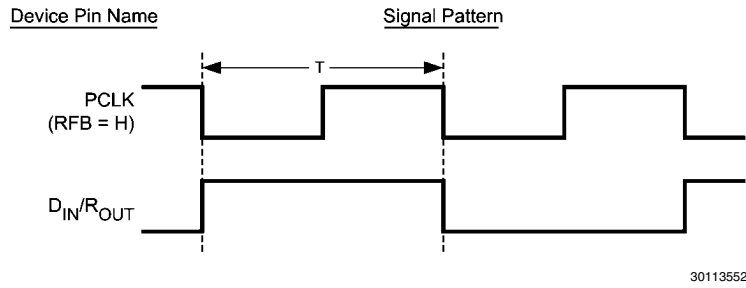 Device Pin Name
Signal Pattern
T
PCLK
(RFB = H)
DIN/ROUT
30113552